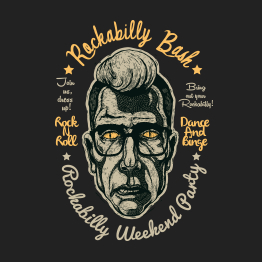 Rockabilly Bash
Join
us,
dress
up!
Bring
out your
Rockabilly!
Rock
N
Roll
Dance
And
Binge
Rockabilly Weekend Party